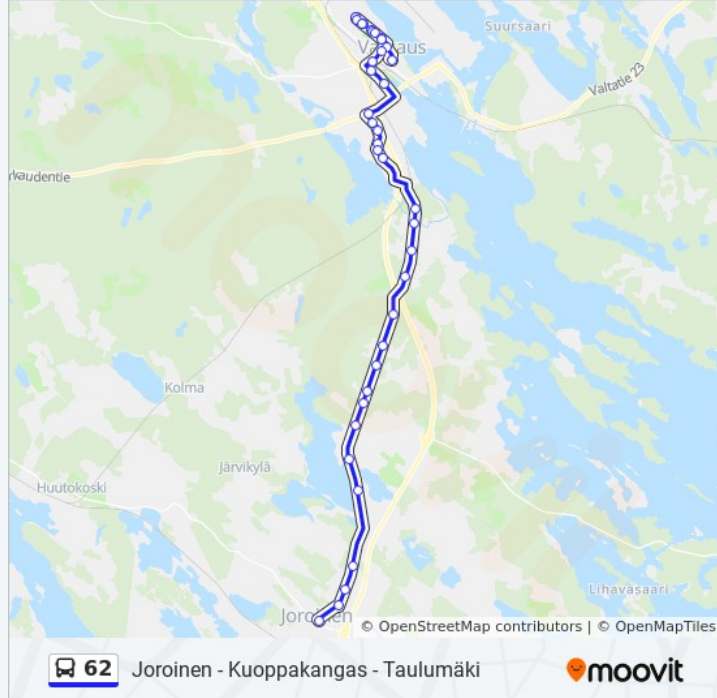 Suursaari
Varkaus
Valtatie 23
rkaudentie
Kolma
Järvikylä
Huutokoski
Lihavasaari
Joroinen
© OpenStreetMap contributors | © OpenMapTiles
62 Joroinen - Kuoppakangas - Taulumäki
moovit